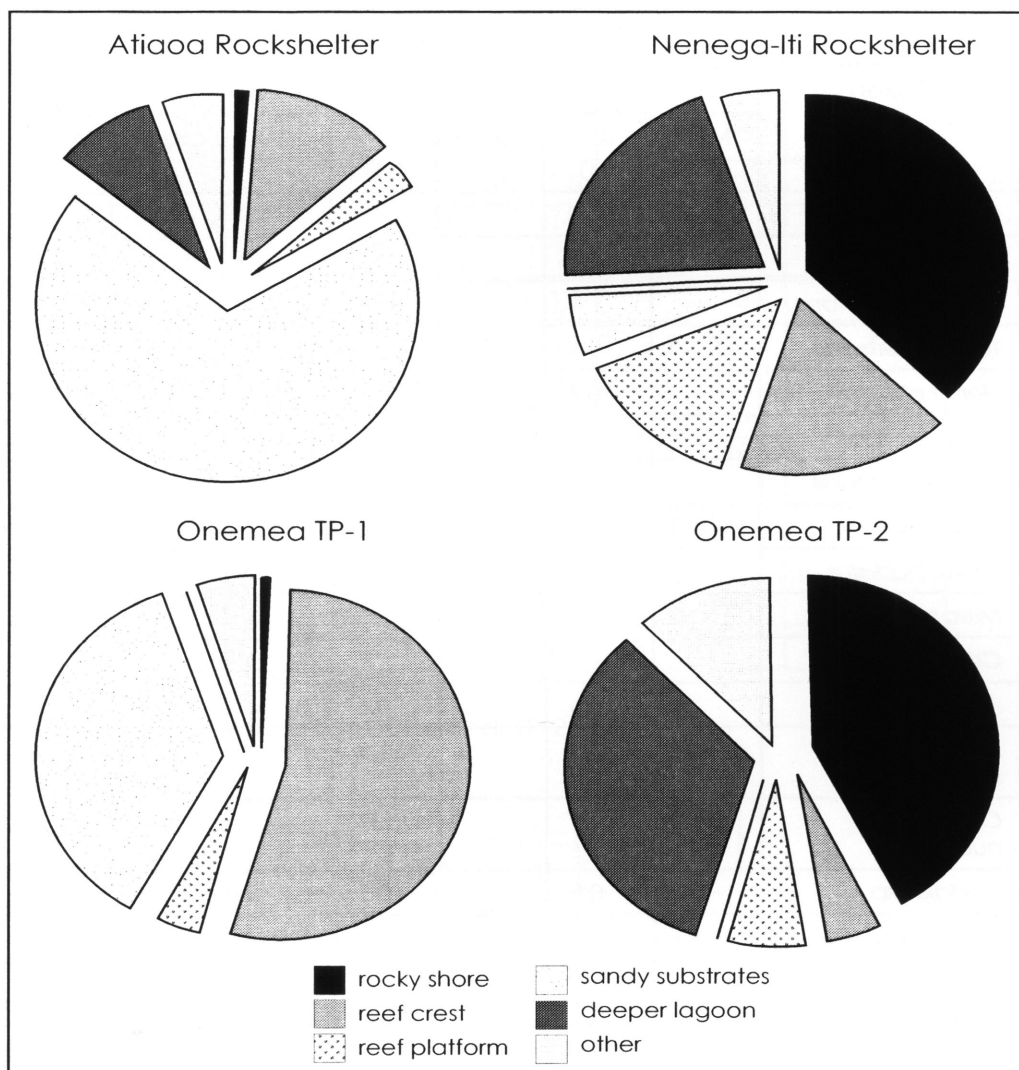 Atiaoa Rockshelter
Nenega-Iti Rockshelter
Onemea TP-1
Onemea TP-2
rocky shore
reef crest
reef platform
sandy substrates
deeper lagoon
other